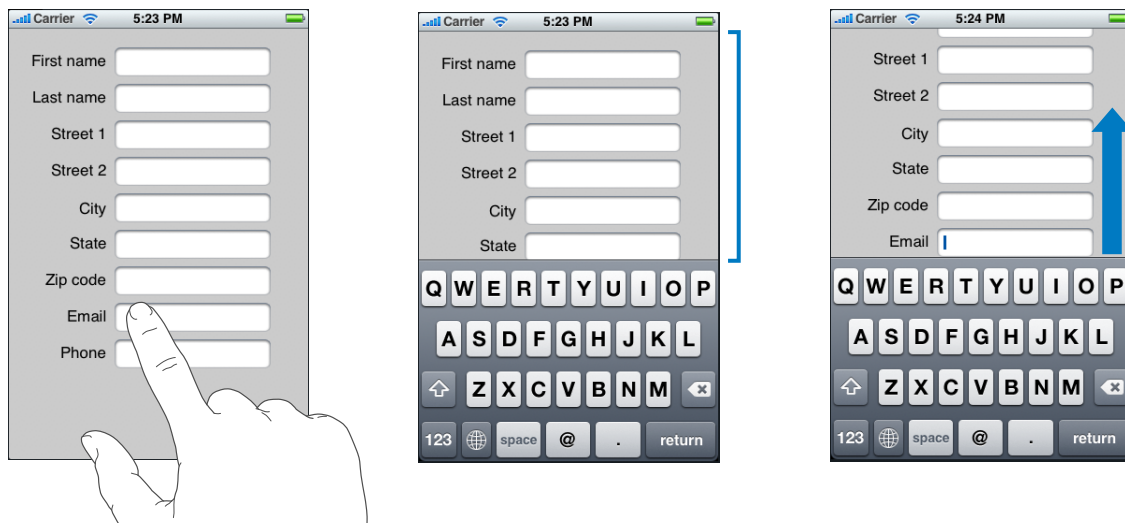 Carrier 5:23 PM
First name
Last name
Street 1
Street 2
City
State
Zip code
Email
Phone
Carrier 5:23 PM
First name
Last name
Street 1
Street 2
City
State
Q W E R T Y U I O P
A S D F G H J K L
Z X C V B N M
123 space @ . return
Carrier 5:24 PM
Street 1
Street 2
City
State
Zip code
Email
Q W E R T Y U I O P
A S D F G H J K L
Z X C V B N M
123 space @ . return